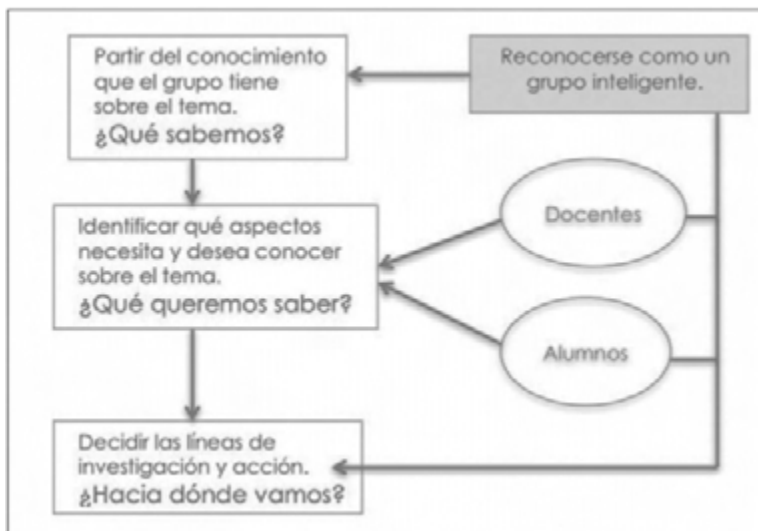 Partir del conocimiento
que el grupo tiene
sobre el tema.
¿Qué sabemos?
Reconocerse como un
grupo inteligente.
Identificar qué aspectos
necesita y desea conocer
sobre el tema.
¿Qué queremos saber?
Docentes
Alumnos
Decidir las líneas de
investigación y acción.
¿Hacia dónde vamos?